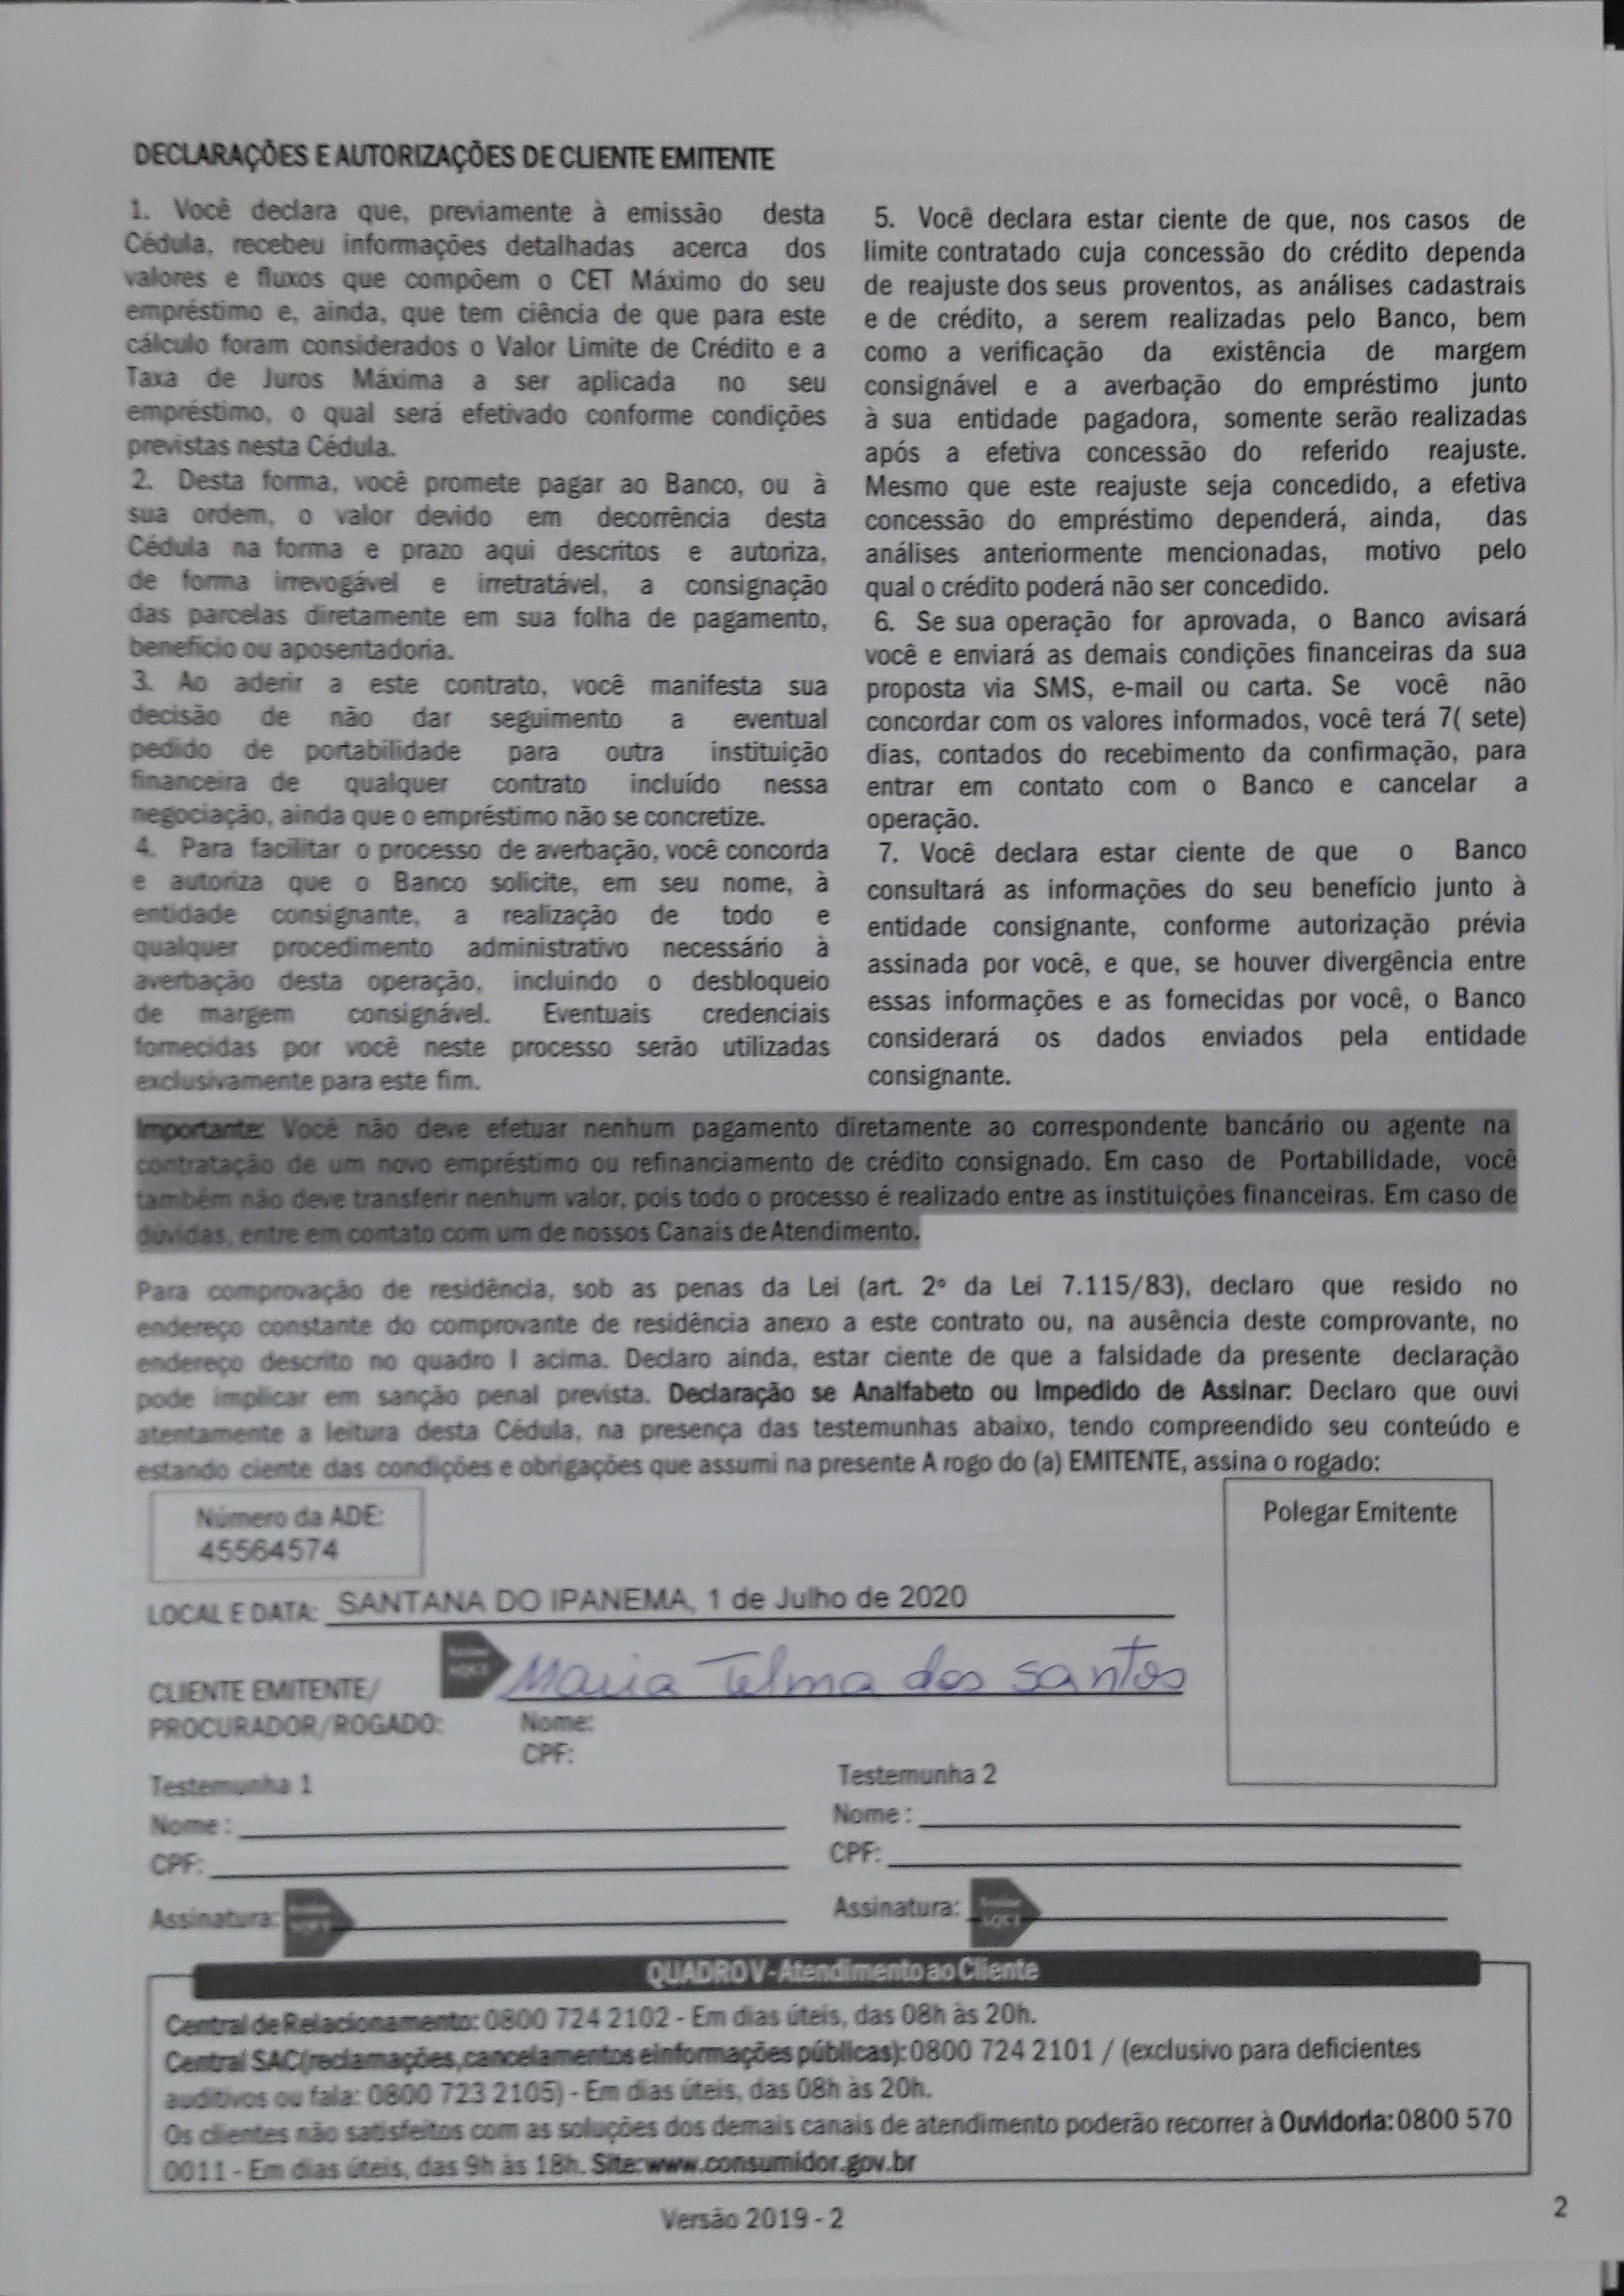 DECLARAÇÕES E AUTORIZAÇÕES DE CLIENTE EMITENTE
1. Você declara que, previamente à emissão desta
Cédula, recebeu informações detalhadas acerca dos
valores e fluxos que compõem o CET Máximo do seu
empréstimo e, ainda, que tem ciência de que para este
cálculo foram considerados o Valor Limite de Crédito e a
Taxa de Juros Máxima a ser aplicada no seu
empréstimo, o qual será efetivado conforme condições
previstas nesta Cédula.
2. Desta forma, você promete pagar ao Banco, ou à
sua ordem, o valor devido em decorrência desta
Cédula na forma e prazo aqui descritos e autoriza,
de forma irrevogável e irretratável, a consignação
das parcelas diretamente em sua folha de pagamento,
benefício ou aposentadoria.
3. Ao aderir a este contrato, você manifesta sua
decisão de não dar seguimento a eventual
pedido de portabilidade para outra instituição
financeira de qualquer contrato incluído nessa
negociação, ainda que o empréstimo não se concretize.
4. Para facilitar o processo de averbação, você concorda
e autoriza que o Banco solicite, em seu nome, à
entidade consignante, a realização de todo e
qualquer procedimento administrativo necessário à
averbação desta operação, incluindo o desbloqueio
de margem consignável. Eventuais credenciais
fornecidas por você neste processo serão utilizadas
exclusivamente para este fim.
5. Você declara estar ciente de que, nos casos de
limite contratado cuja concessão do crédito dependa
de reajuste dos seus proventos, as análises cadastrais
e de crédito, a serem realizadas pelo Banco, bem
como a verificação da existência de margem
consignável e a averbação do empréstimo junto
à sua entidade pagadora, somente serão realizadas
após a efetiva concessão do referido reajuste.
Mesmo que este reajuste seja concedido, a efetiva
concessão do empréstimo dependerá, ainda, das
análises anteriormente mencionadas, motivo pelo
qual o crédito poderá não ser concedido.
6. Se sua operação for aprovada, o Banco avisará
você e enviará as demais condições financeiras da sua
proposta via SMS, e-mail ou carta. Se você não
concordar com os valores informados, você terá 7( sete)
dias, contados do recebimento da confirmação, para
entrar em contato com o Banco e cancelar a
operação.
7. Você declara estar ciente de que o Banco
consultará as informações do seu benefício junto à
entidade consignante, conforme autorização prévia
assinada por você, e que, se houver divergência entre
essas informações e as fornecidas por você, o Banco
considerará os dados enviados pela entidade
consignante.
Importante: Você não deve efetuar nenhum pagamento diretamente ao correspondente bancário ou agente na
contratação de um novo empréstimo ou refinanciamento de crédito consignado. Em caso de Portabilidade, você
também não deve transferir nenhum valor, pois todo o processo é realizado entre as instituições financeiras. Em caso de
dúvidas, entre em contato com um de nossos Canais de Atendimento.
Para comprovação de residência, sob as penas da Lei (art. 2º da Lei 7.115/83), declaro que resido no
endereço constante do comprovante de residência anexo a este contrato ou, na ausência deste comprovante, no
endereço descrito no quadro I acima. Declaro ainda, estar ciente de que a falsidade da presente declaração
pode implicar em sanção penal prevista. Declaração se Analfabeto ou Impedido de Assinar: Declaro que ouvi
atentamente a leitura desta Cédula, na presença das testemunhas abaixo, tendo compreendido seu conteúdo e
estando ciente das condições e obrigações que assumi na presente A rogo do (a) EMITENTE, assina o rogado:
Número da ADE:
45564574
Polegar Emitente
LOCAL E DATA: SANTANA DO IPANEMA, 1 de Julho de 2020
CLIENTE EMITENTE/ Maria Telma dos Santos
PROCURADOR/ROGADO: Nome:
CPF:
Testemunha 1
Nome :
CPF:
Assinatura:
Testemunha 2
Nome :
CPF:
Assinatura:
QUADRO V - Atendimento ao Cliente
Central de Relacionamento: 0800 724 2102 - Em dias úteis, das 08h às 20h.
Central SAC (reclamações, cancelamentos e informações públicas): 0800 724 2101 / (exclusivo para deficientes
auditivos ou fala: 0800 723 2105) - Em dias úteis, das 08h às 20h.
Os clientes não satisfeitos com as soluções dos demais canais de atendimento poderão recorrer à Ouvidoria: 0800 570
0011 - Em dias úteis, das 9h às 18h. Site: www.consumidor.gov.br
Versão 2019 - 2
2